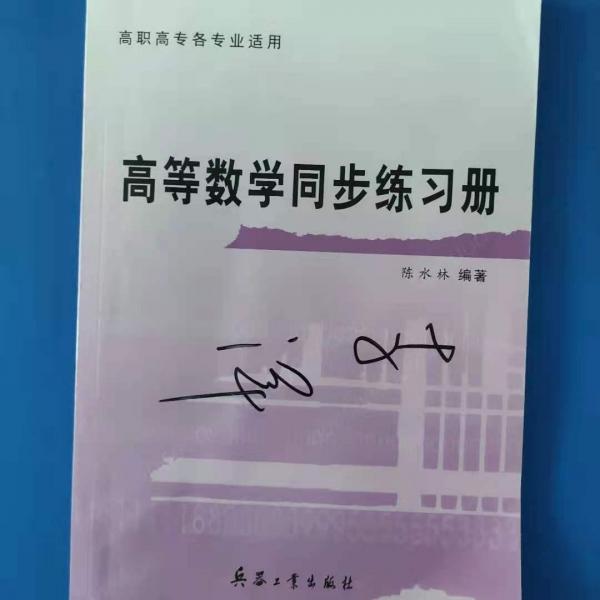 高职高专各专业适用
高等数学同步练习册
陈水林 编著
兵器工业出版社